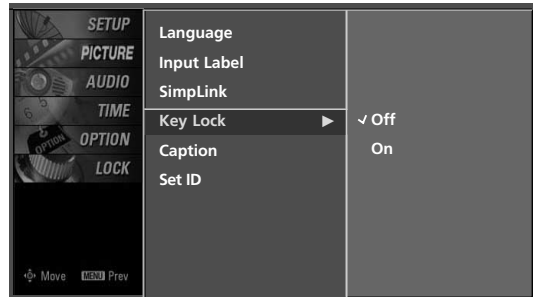 SETUP
PICTURE
AUDIO
TIME
OPTION
LOCK
Move MENU Prev
Language
Input Label
SimpLink
Key Lock ▶
Caption
Set ID
✓ Off
On